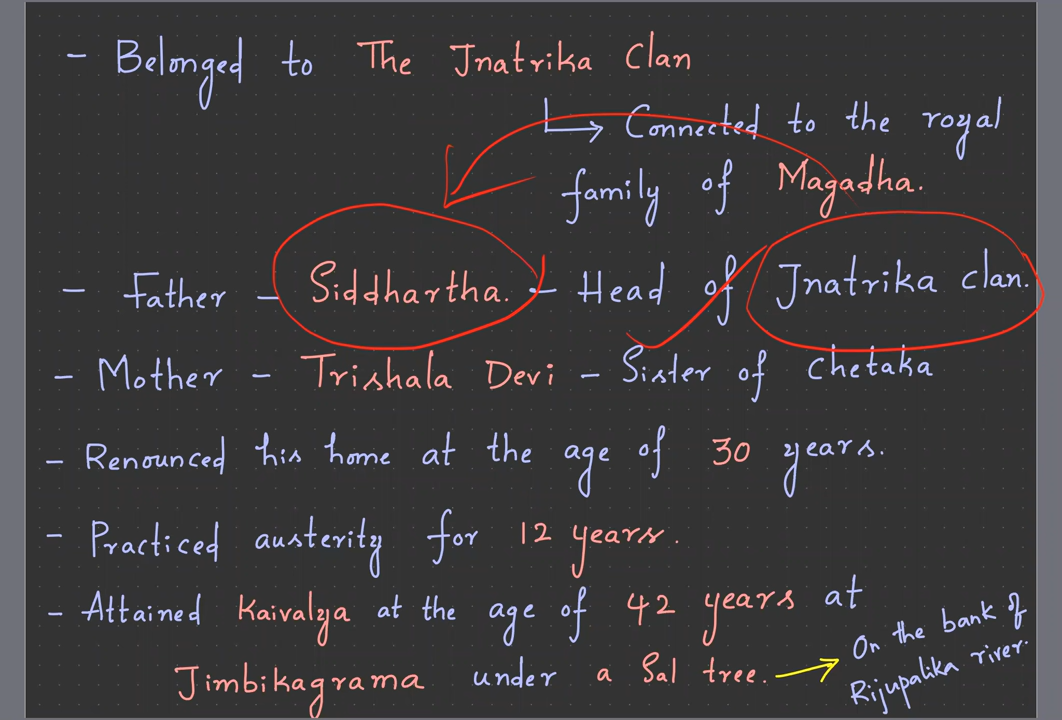 - Belonged to The Jnatrika Clan
↳ Connected to the royal
family of Magadha.
- Father - Siddhartha. - Head of Jnatrika clan.
- Mother - Trishala Devi - Sister of Chetaka
- Renounced his home at the age of 30 years.
- Practiced austerity for 12 years.
- Attained Kaivalya at the age of 42 years at
Jimbikagrama under a Sal tree. →
On the bank of
Rijupalika river.